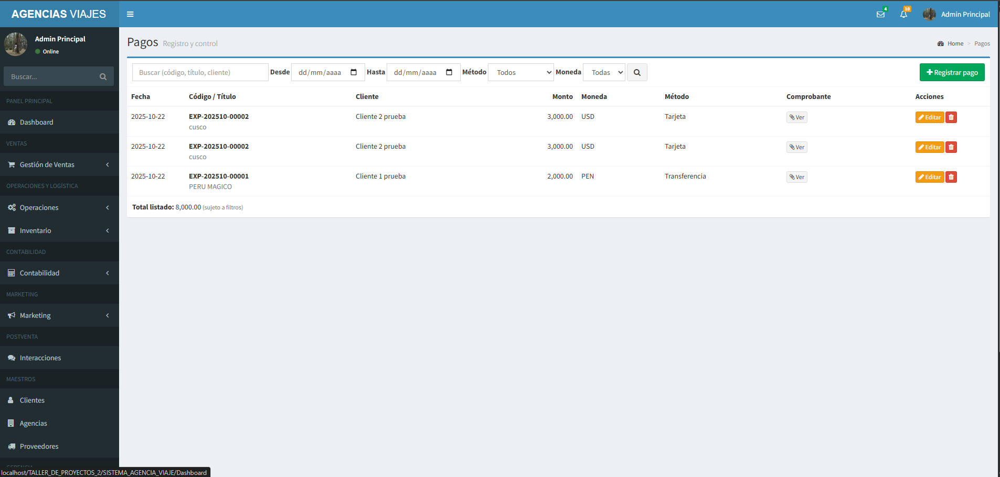 AGENCIAS VIAJES
4
10
Admin Principal
Admin Principal
Online
Buscar...
PANEL PRINCIPAL
Dashboard
VENTAS
Gestión de Ventas
OPERACIONES Y LOGÍSTICA
Operaciones
Inventario
CONTABILIDAD
Contabilidad
MARKETING
Marketing
POSTVENTA
Interacciones
MAESTROS
Clientes
Agencias
Proveedores
GERENCIA
localhost/TALLER_DE_PROYECTOS_2/SISTEMA_AGENCIA_VIAJE/Dashboard
Pagos Registro y control
Home > Pagos
Buscar (código, título, cliente) Desde dd/mm/aaaa Hasta dd/mm/aaaa Método Todos Moneda Todas
Registrar pago
Fecha Código / Título Cliente Monto Moneda Método Comprobante Acciones
2025-10-22 EXP-202510-00002 Cliente 2 prueba 3,000.00 USD Tarjeta Ver Editar
cusco
2025-10-22 EXP-202510-00002 Cliente 2 prueba 3,000.00 USD Tarjeta Ver Editar
cusco
2025-10-22 EXP-202510-00001 Cliente 1 prueba 2,000.00 PEN Transferencia Ver Editar
PERU MAGICO
Total listado: 8,000.00 (sujeto a filtros)